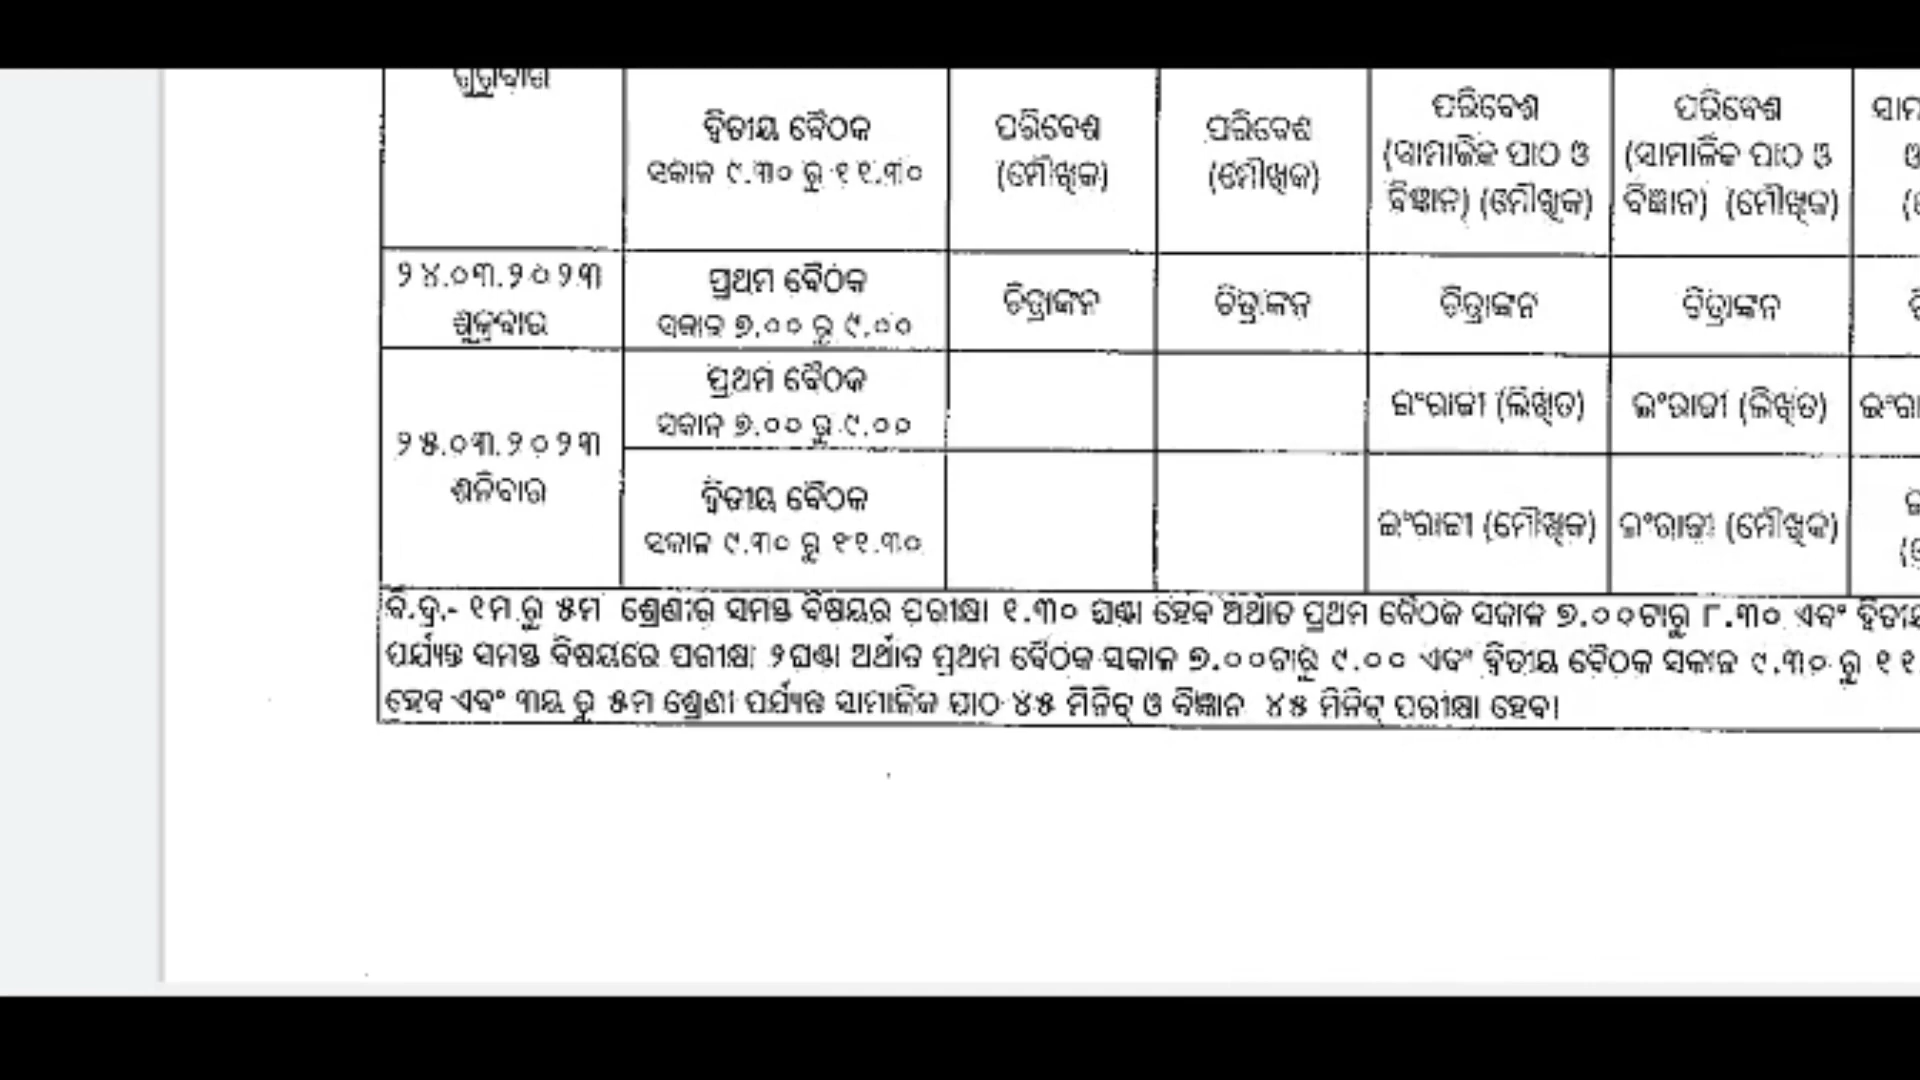 ଗୁରୁବାର
ଦ୍ୱିତୀୟ ବୈଠକ
ସକାଳ ୯.୩୦ ରୁ ୧୧.୩୦
ପରିବେଶ
(ମୌଖିକ)
ପରିବେଶ
(ମୌଖିକ)
ପରିବେଶ
(ସାମାଜିକ ପାଠ ଓ
ବିଜ୍ଞାନ) (ମୌଖିକ)
ପରିବେଶ
(ସାମାଜିକ ପାଠ ଓ
ବିଜ୍ଞାନ) (ମୌଖିକ)
୨୪.୦୩.୨୦୨୩
ଶୁକ୍ରବାର
ପ୍ରଥମ ବୈଠକ
ସକାଳ ୭.୦୦ ରୁ ୯.୦୦
ଚିତ୍ରାଙ୍କନ
ଚିତ୍ରାଙ୍କନ
ଚିତ୍ରାଙ୍କନ
ଚିତ୍ରାଙ୍କନ
୨୫.୦୩.୨୦୨୩
ଶନିବାର
ପ୍ରଥମ ବୈଠକ
ସକାଳ ୭.୦୦ ରୁ ୯.୦୦
ଇଂରାଜୀ (ଲିଖିତ)
ଇଂରାଜୀ (ଲିଖିତ)
ଦ୍ୱିତୀୟ ବୈଠକ
ସକାଳ ୯.୩୦ ରୁ ୧୧.୩୦
ଇଂରାଜୀ (ମୌଖିକ)
ଇଂରାଜୀ (ମୌଖିକ)
ବି.ଦ୍ର.- ୧ମ ରୁ ୫ମ ଶ୍ରେଣୀର ସମସ୍ତ ବିଷୟର ପରୀକ୍ଷା ୧.୩୦ ଘଣ୍ଟା ହେବ ଅର୍ଥାତ ପ୍ରଥମ ବୈଠକ ସକାଳ ୭.୦୦ଟାରୁ ୮.୩୦ ଏବଂ
ପର୍ଯ୍ୟନ୍ତ ସମସ୍ତ ବିଷୟରେ ପରୀକ୍ଷା ୨ଘଣ୍ଟା ଅର୍ଥାତ ପ୍ରଥମ ବୈଠକ ସକାଳ ୭.୦୦ଟାରୁ ୯.୦୦ ଏବଂ ଦ୍ୱିତୀୟ ବୈଠକ ସକାଳ ୯.୩୦ ରୁ ୧୧
ହେବ ଏବଂ ୩ୟ ରୁ ୫ମ ଶ୍ରେଣୀ ପର୍ଯ୍ୟନ୍ତ ସାମାଜିକ ପାଠ ୪୫ ମିନିଟ୍ ଓ ବିଜ୍ଞାନ ୪୫ ମିନିଟ୍ ପରୀକ୍ଷା ହେବ।